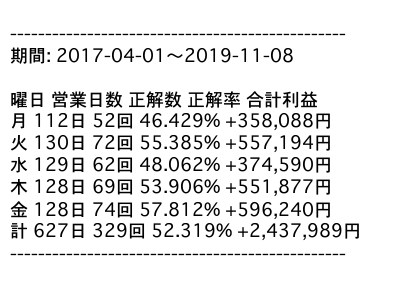 ------------------------------------------------
期間: 2017-04-01〜2019-11-08
曜日 営業日数 正解数 正解率 合計利益
月 112日 52回 46.429% +358,088円
火 130日 72回 55.385% +557,194円
水 129日 62回 48.062% +374,590円
木 128日 69回 53.906% +551,877円
金 128日 74回 57.812% +596,240円
計 627日 329回 52.319% +2,437,989円
------------------------------------------------